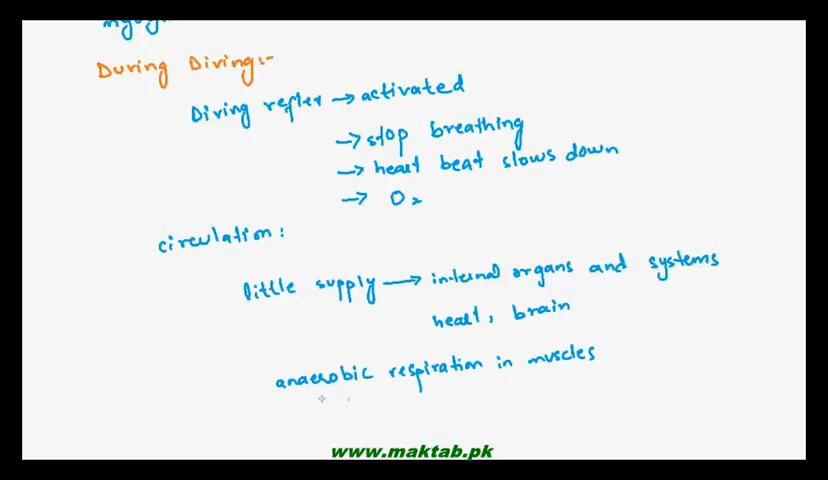 During Diving:-
Diving reflex → activated
→ stop breathing
→ heart beat slows down
→ O₂
circulation:
little supply → internal organs and systems
heart, brain
anaerobic respiration in muscles
www.maktab.pk